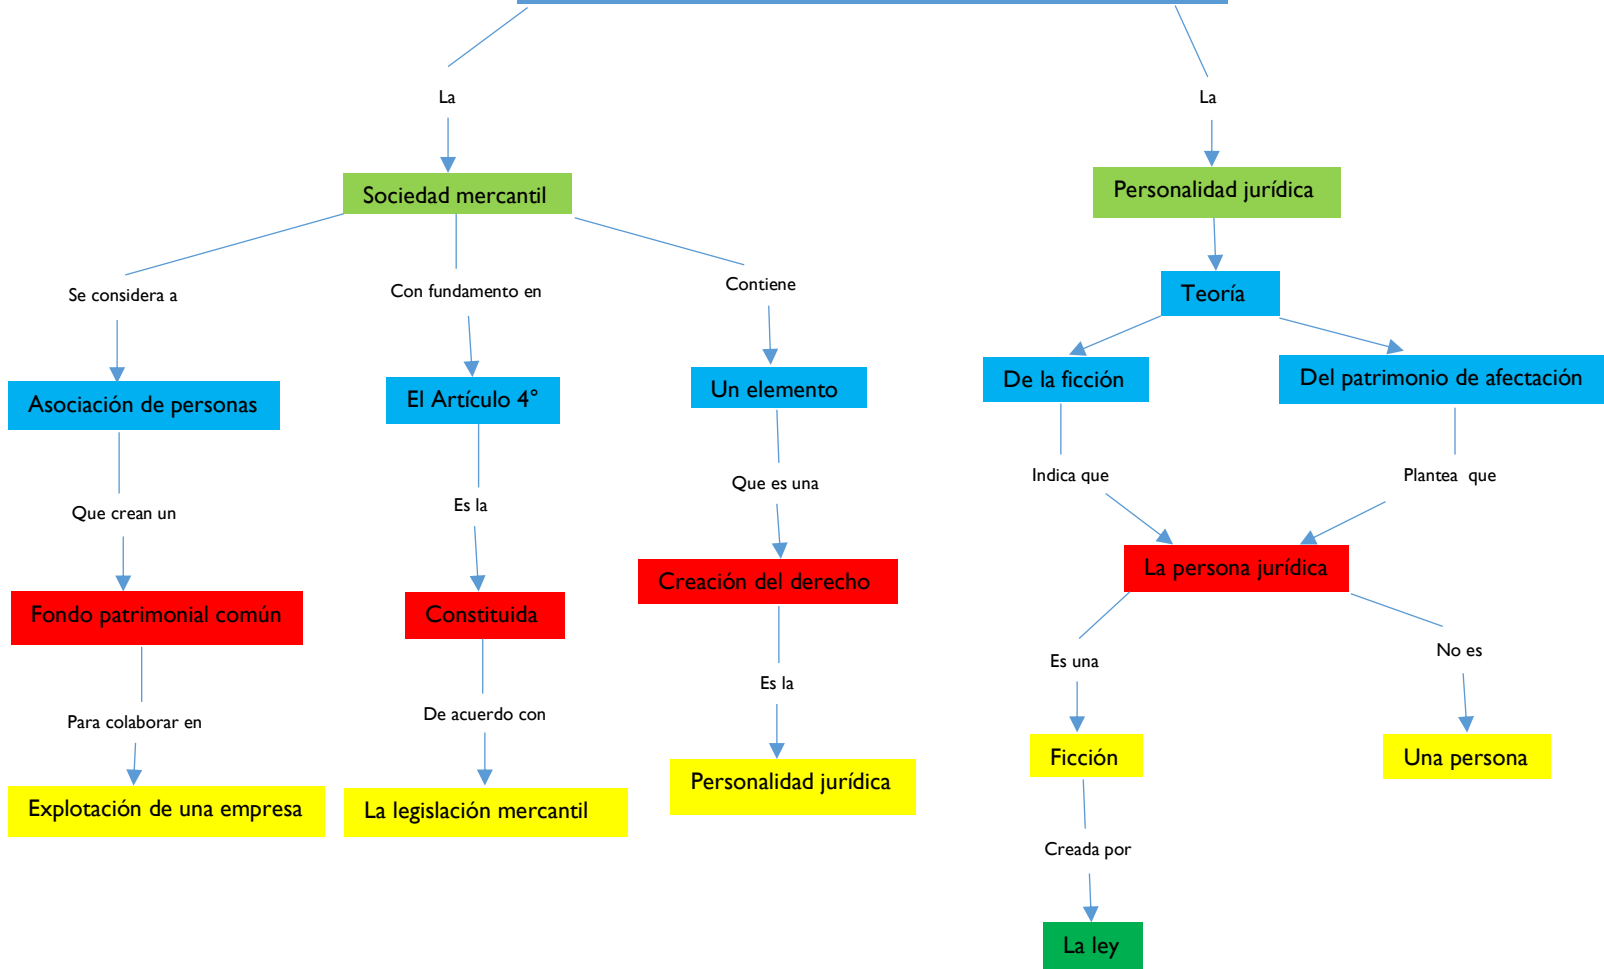 La
La
Sociedad mercantil
Personalidad jurídica
Se considera a
Con fundamento en
Contiene
Teoría
Asociación de personas
El Artículo 4°
Un elemento
De la ficción
Del patrimonio de afectación
Que crean un
Es la
Que es una
Indica que
Plantea que
Fondo patrimonial común
Constituida
Creación del derecho
La persona jurídica
Para colaborar en
De acuerdo con
Es la
Es una
No es
Explotación de una empresa
La legislación mercantil
Personalidad jurídica
Ficción
Una persona
Creada por
La ley